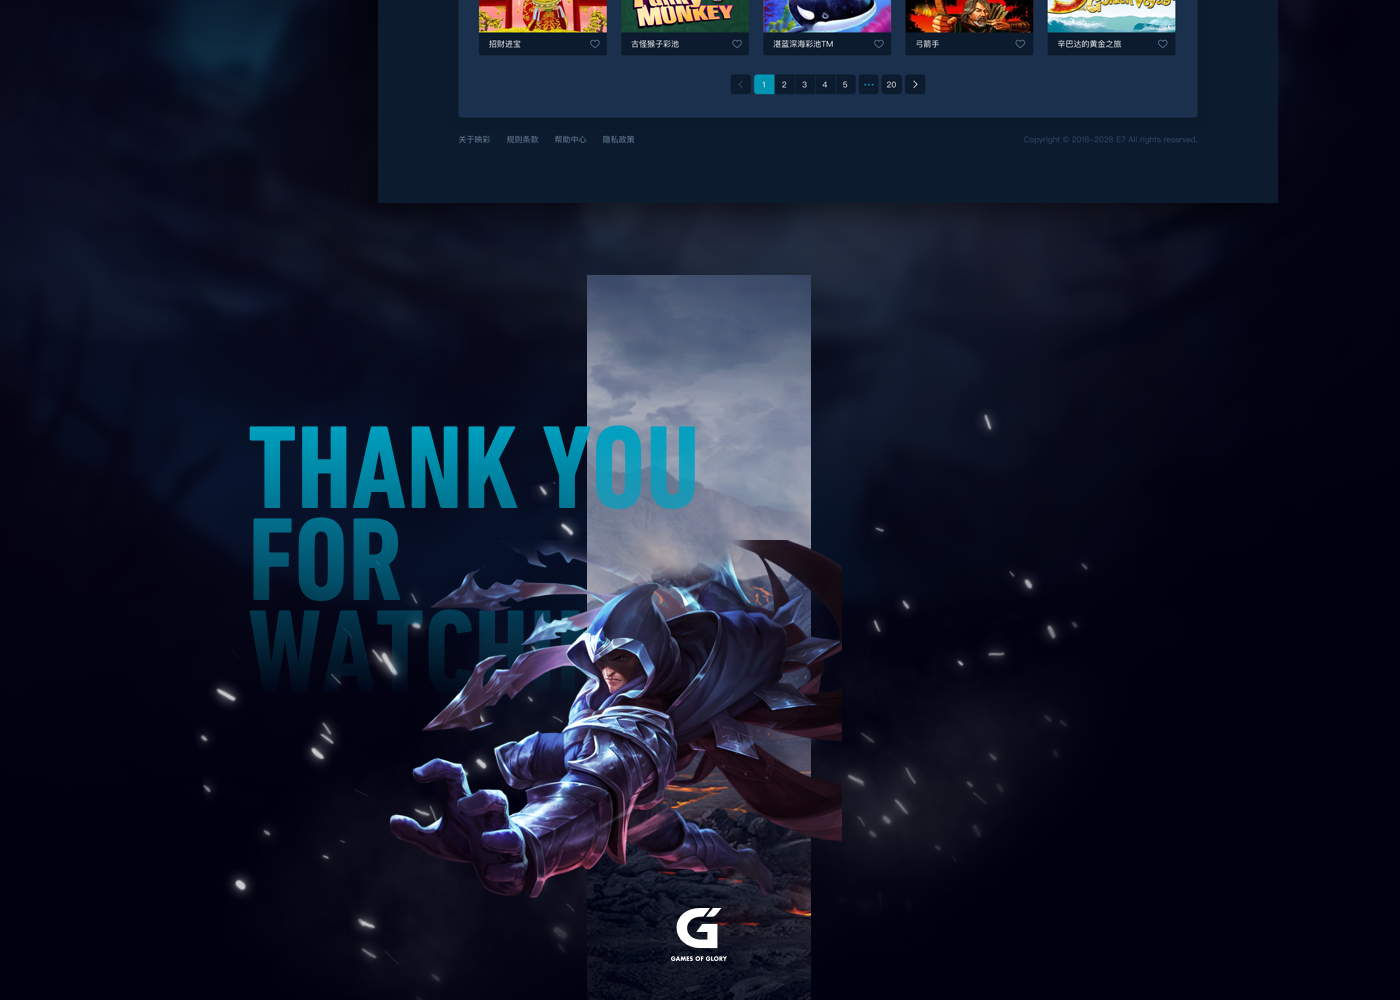 MONKEY
招财进宝
古怪猴子彩池
湛蓝深海彩池TM
弓箭手
辛巴达的黄金之旅
1 2 3 4 5 ··· 20
关于映彩 规则条款 帮助中心 隐私政策
Copyright © 2018-2028 E7 All rights reserved.
THANK YOU
FOR
G
GAMES OF GLORY